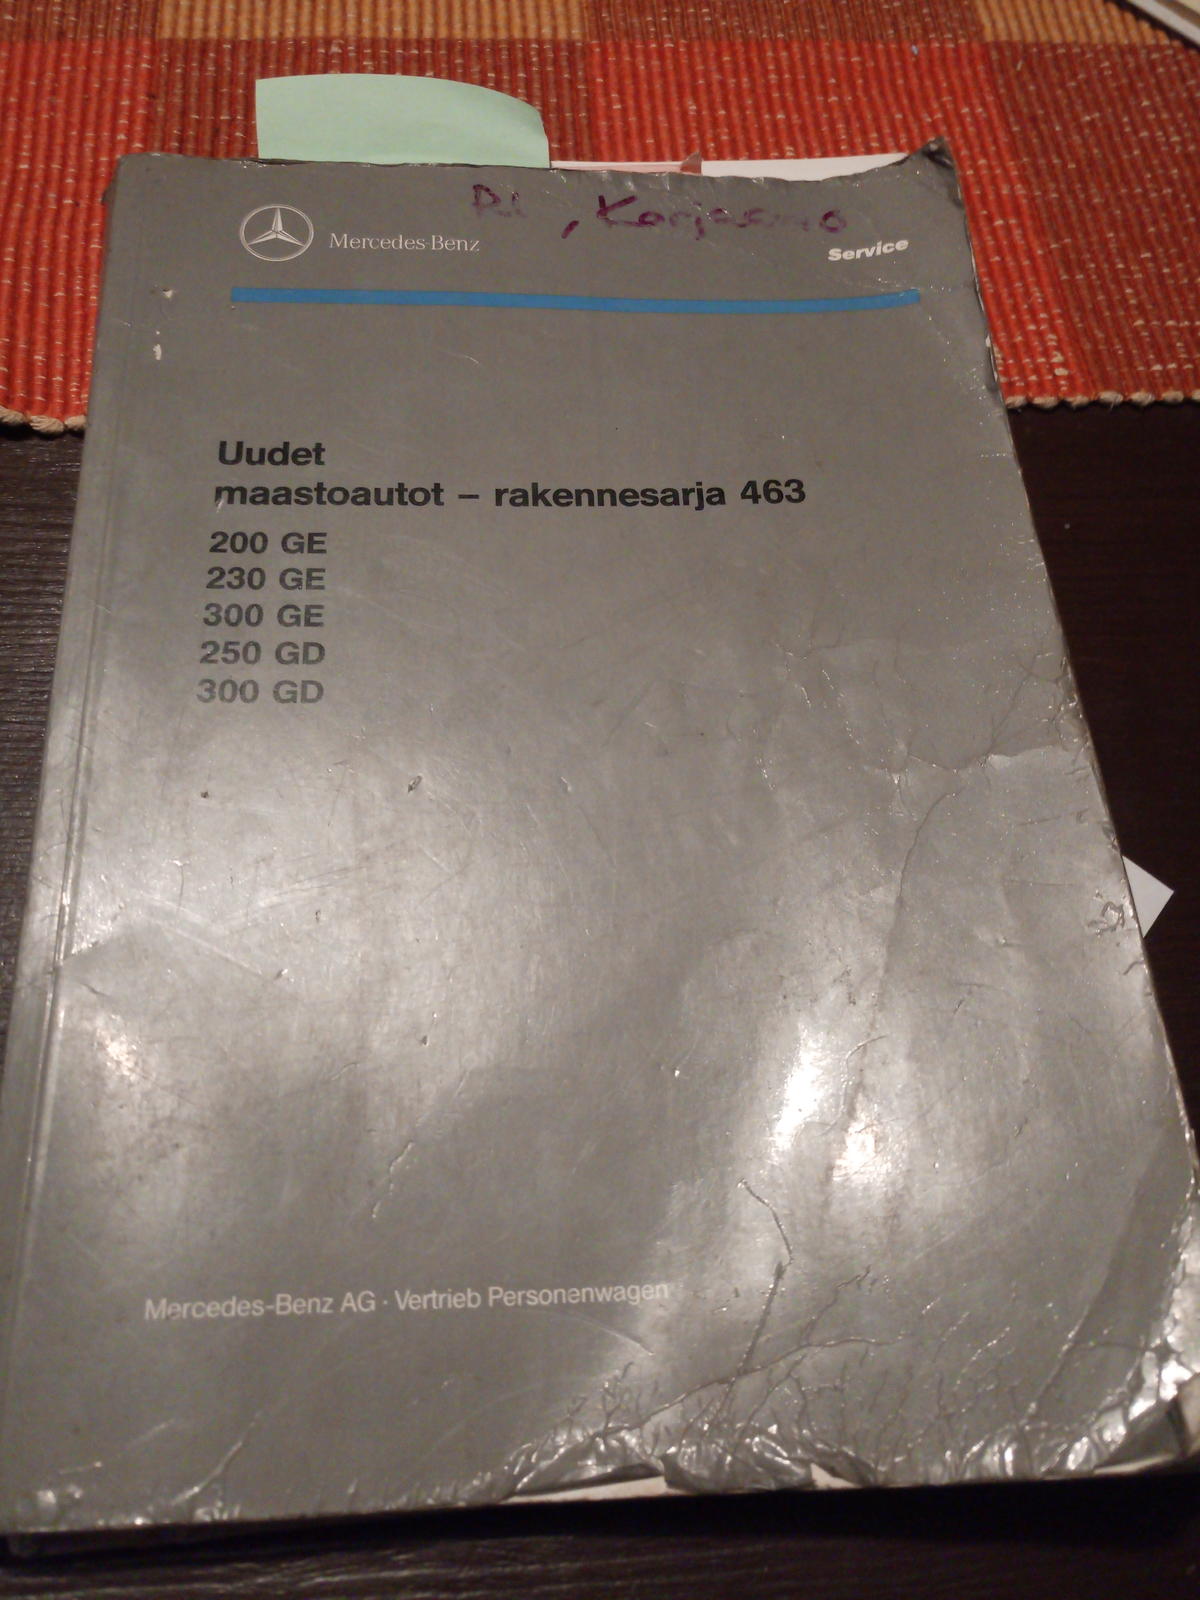 Korjaamo
Mercedes-Benz
Service
Uudet
maastoautot – rakennesarja 463
200 GE
230 GE
300 GE
250 GD
300 GD
Mercedes-Benz AG · Vertrieb Personenwagen